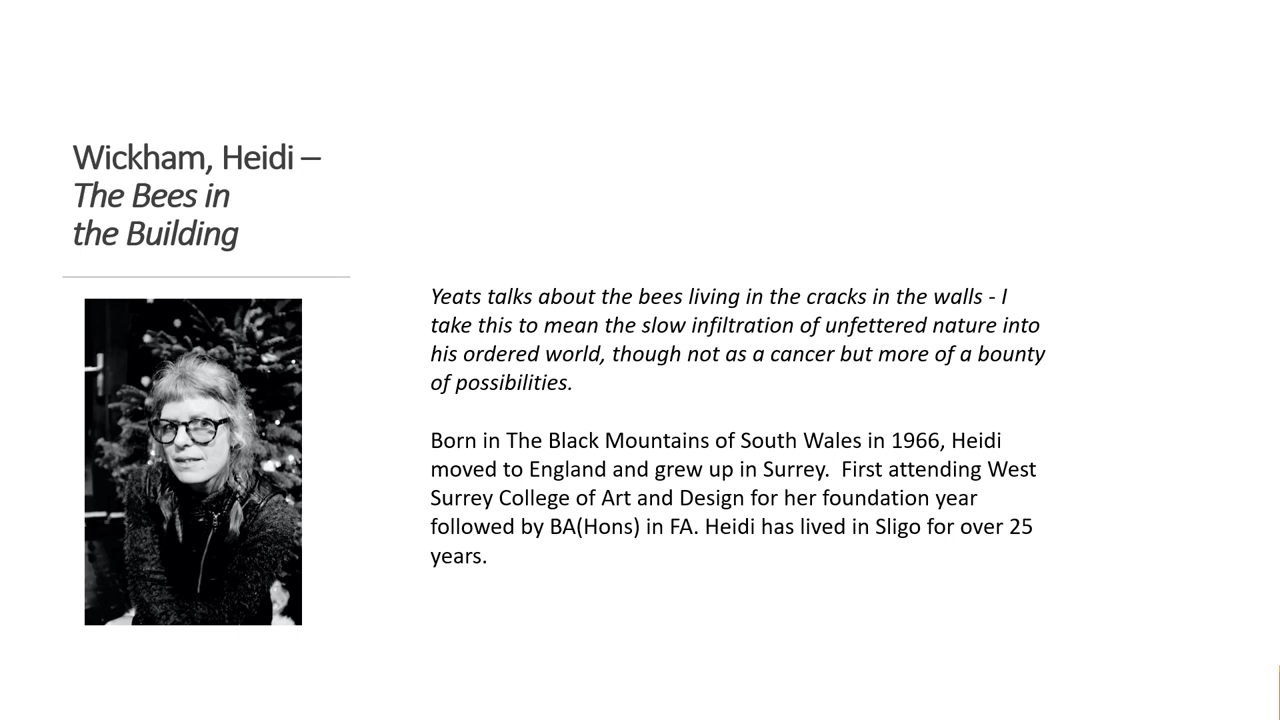 Wickham, Heidi –
The Bees in
the Building
Yeats talks about the bees living in the cracks in the walls - I
take this to mean the slow infiltration of unfettered nature into
his ordered world, though not as a cancer but more of a bounty
of possibilities.
Born in The Black Mountains of South Wales in 1966, Heidi
moved to England and grew up in Surrey.  First attending West
Surrey College of Art and Design for her foundation year
followed by BA(Hons) in FA. Heidi has lived in Sligo for over 25
years.